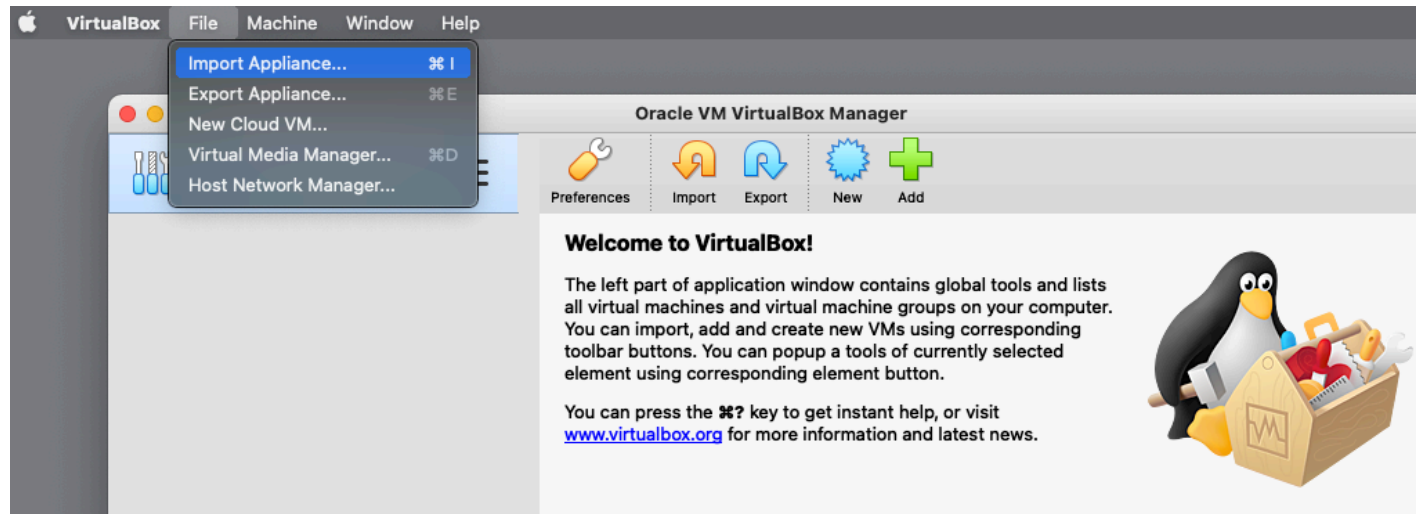 VirtualBox File Machine Window Help
Import Appliance... ⌘ I
Export Appliance... ⌘ E
New Cloud VM...
Virtual Media Manager... ⌘D
Host Network Manager...
Oracle VM VirtualBox Manager
Preferences Import Export New Add
Welcome to VirtualBox!
The left part of application window contains global tools and lists
all virtual machines and virtual machine groups on your computer.
You can import, add and create new VMs using corresponding
toolbar buttons. You can popup a tools of currently selected
element using corresponding element button.
You can press the ⌘? key to get instant help, or visit
www.virtualbox.org for more information and latest news.